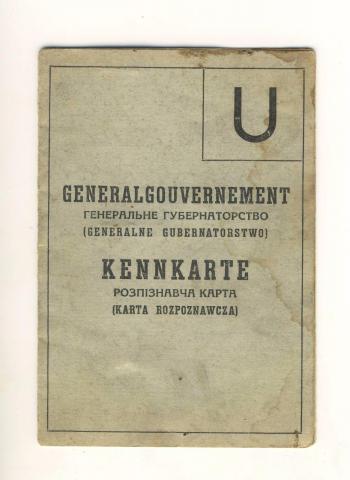 U
GENERALGOUVERNEMENT
ГЕНЕРАЛЬНЕ ГУБЕРНАТОРСТВО
(GENERALNE GUBERNATORSTWO)
KENNKARTE
РОЗПІЗНАВЧА КАРТА
(KARTA ROZPOZNAWCZA)